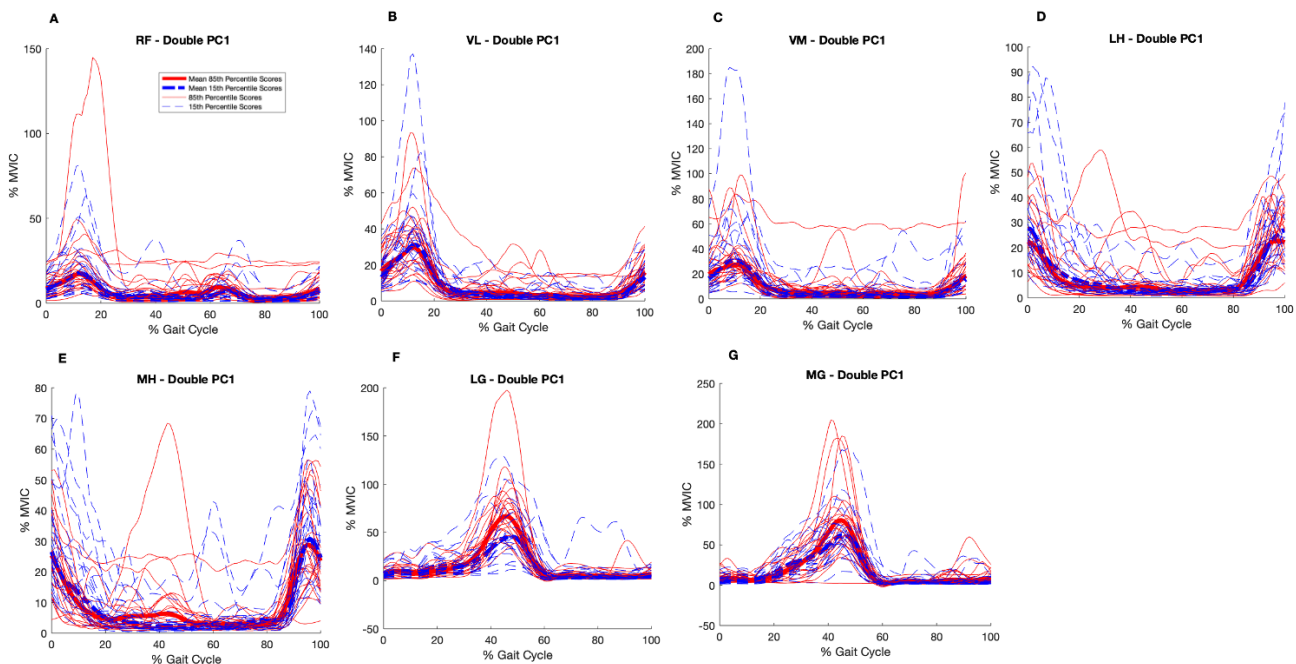 A
RF - Double PC1
150
100
50
0
% MVIC
0 20 40 60 80 100
% Gait Cycle
Mean 85th Percentile Scores
Mean 15th Percentile Scores
85th Percentile Scores
15th Percentile Scores
B
VL - Double PC1
140
120
100
80
60
40
20
0
% MVIC
0 20 40 60 80 100
% Gait Cycle
C
VM - Double PC1
200
180
160
140
120
100
80
60
40
20
0
% MVIC
0 20 40 60 80 100
% Gait Cycle
D
LH - Double PC1
100
90
80
70
60
50
40
30
20
10
0
% MVIC
0 20 40 60 80 100
% Gait Cycle
E
MH - Double PC1
80
70
60
50
40
30
20
10
0
% MVIC
0 20 40 60 80 100
% Gait Cycle
F
LG - Double PC1
200
150
100
50
0
-50
% MVIC
0 20 40 60 80 100
% Gait Cycle
G
MG - Double PC1
250
200
150
100
50
0
-50
% MVIC
0 20 40 60 80 100
% Gait Cycle